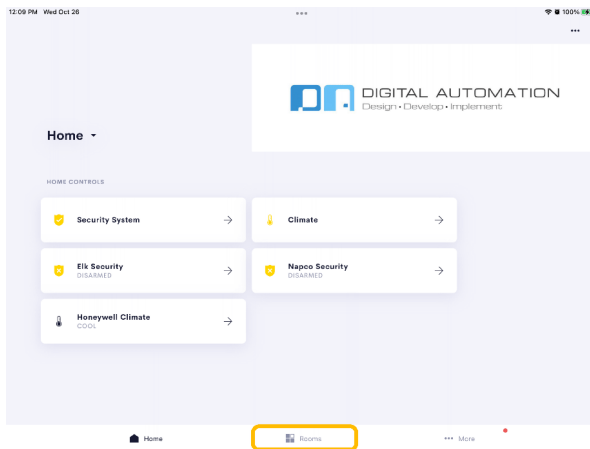 12:09 PM Wed Oct 26
100%
DIGITAL AUTOMATION
Design • Develop • Implement
Home
HOME CONTROLS
Security System
Climate
Elk Security
DISARMED
Napco Security
DISARMED
Honeywell Climate
COOL
Home
Rooms
More